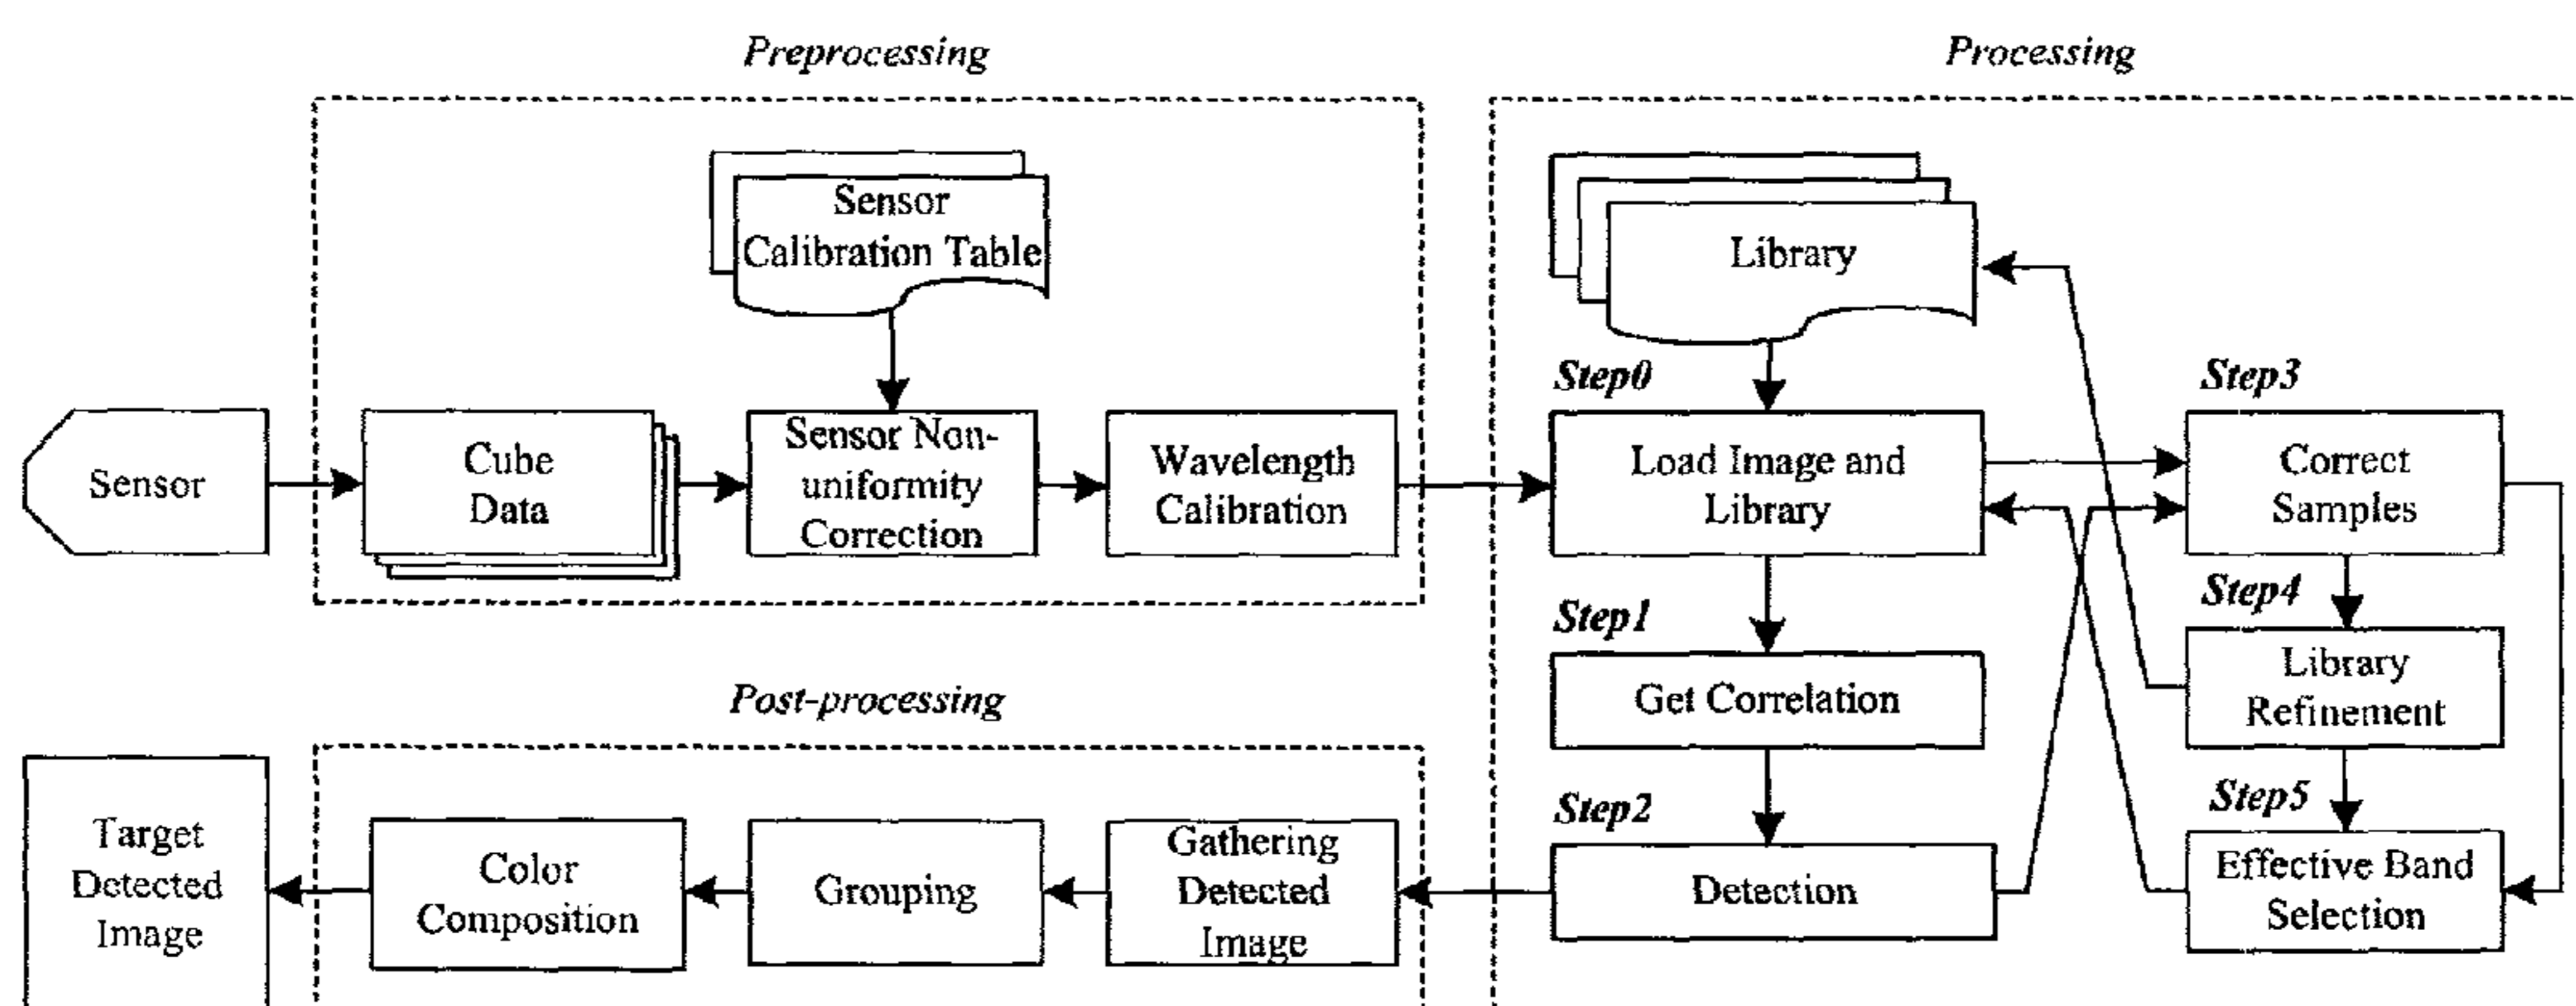 Preprocessing
Processing
Sensor
Calibration Table
Library
Step0
Step3
Sensor
Cube
Data
Sensor Non-
uniformity
Correction
Wavelength
Calibration
Load Image and
Library
Correct
Samples
Step1
Step4
Get Correlation
Library
Refinement
Post-processing
Step2
Step5
Target
Detected
Image
Color
Composition
Grouping
Gathering
Detected
Image
Detection
Effective Band
Selection